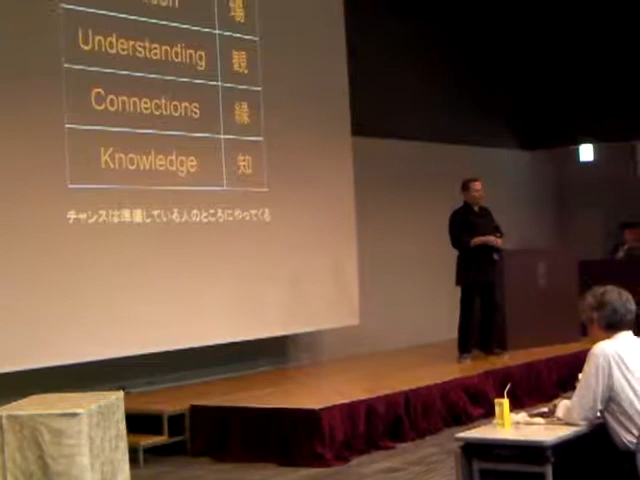 場
Understanding 観
Connections 縁
Knowledge 知
チャンスは準備している人のところにやってくる